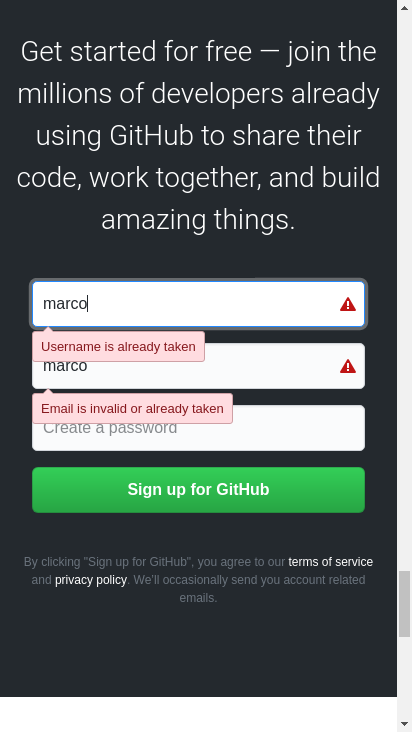 Get started for free — join the
millions of developers already
using GitHub to share their
code, work together, and build
amazing things.
marco
Username is already taken
marco
Email is invalid or already taken
Create a password
Sign up for GitHub
By clicking "Sign up for GitHub", you agree to our terms of service
and privacy policy. We'll occasionally send you account related
emails.